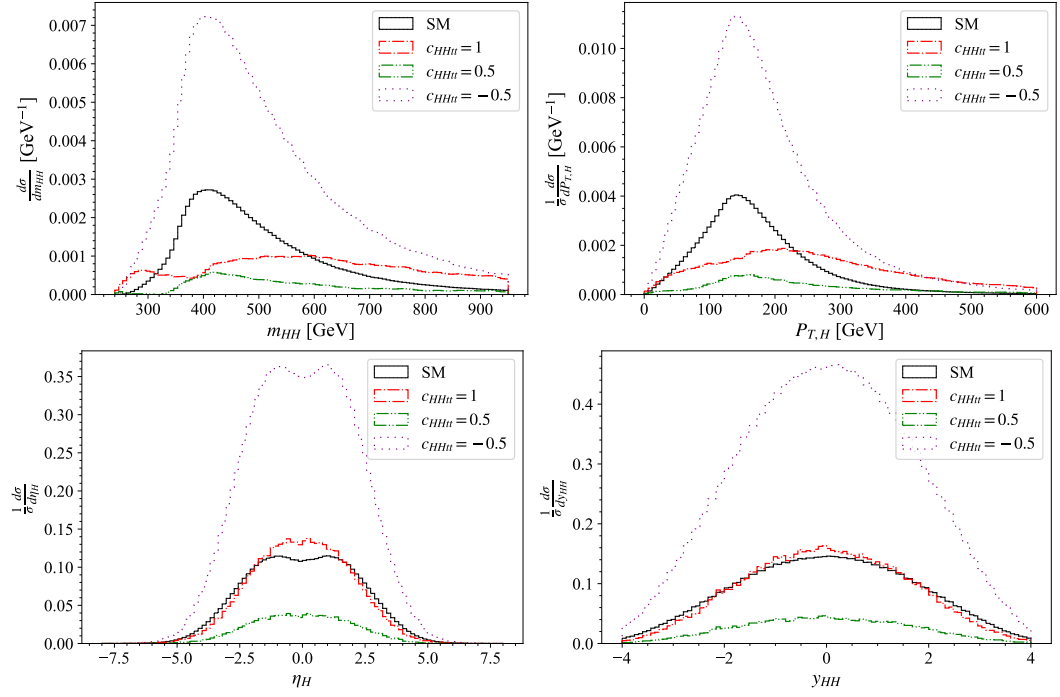 0.007
0.006
0.005
0.004
0.003
0.002
0.001
0.000
dσ/dm_HH [GeV⁻¹]
SM
c_HHtt = 1
c_HHtt = 0.5
c_HHtt = −0.5
300 400 500 600 700 800 900
m_HH [GeV]
0.010
0.008
0.006
0.004
0.002
0.000
1/σ dσ/dP_T,H [GeV⁻¹]
SM
c_HHtt = 1
c_HHtt = 0.5
c_HHtt = −0.5
0 100 200 300 400 500 600
P_T,H [GeV]
0.35
0.30
0.25
0.20
0.15
0.10
0.05
0.00
1/σ dσ/dη_H
SM
c_HHtt = 1
c_HHtt = 0.5
c_HHtt = −0.5
−7.5 −5.0 −2.5 0.0 2.5 5.0 7.5
η_H
0.4
0.3
0.2
0.1
0.0
1/σ dσ/dy_HH
SM
c_HHtt = 1
c_HHtt = 0.5
c_HHtt = −0.5
−4 −2 0 2 4
y_HH